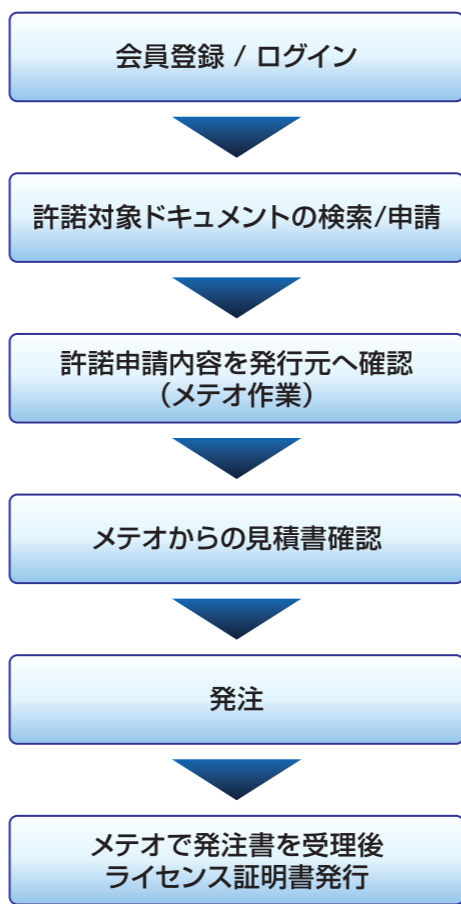 会員登録 / ログイン
許諾対象ドキュメントの検索/申請
許諾申請内容を発行元へ確認
（メテオ作業）
メテオからの見積書確認
発注
メテオで発注書を受理後
ライセンス証明書発行